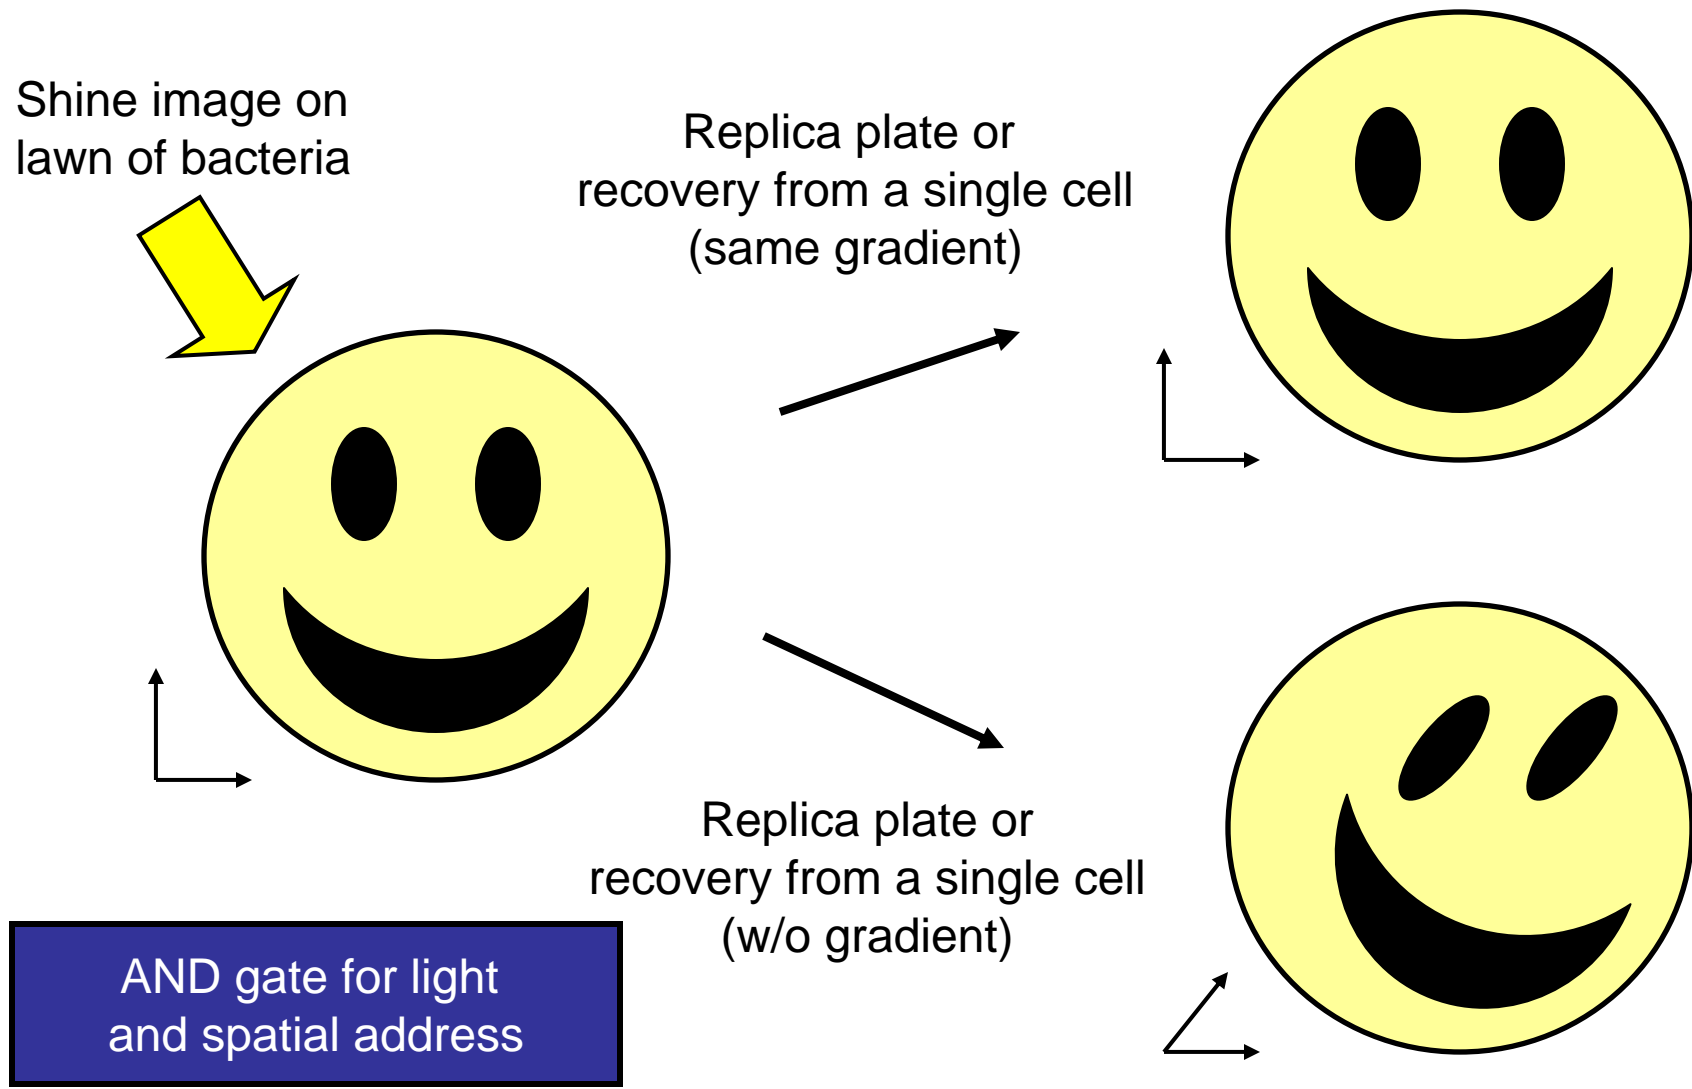 Shine image on
lawn of bacteria
Replica plate or
recovery from a single cell
(same gradient)
Replica plate or
recovery from a single cell
(w/o gradient)
AND gate for light
and spatial address